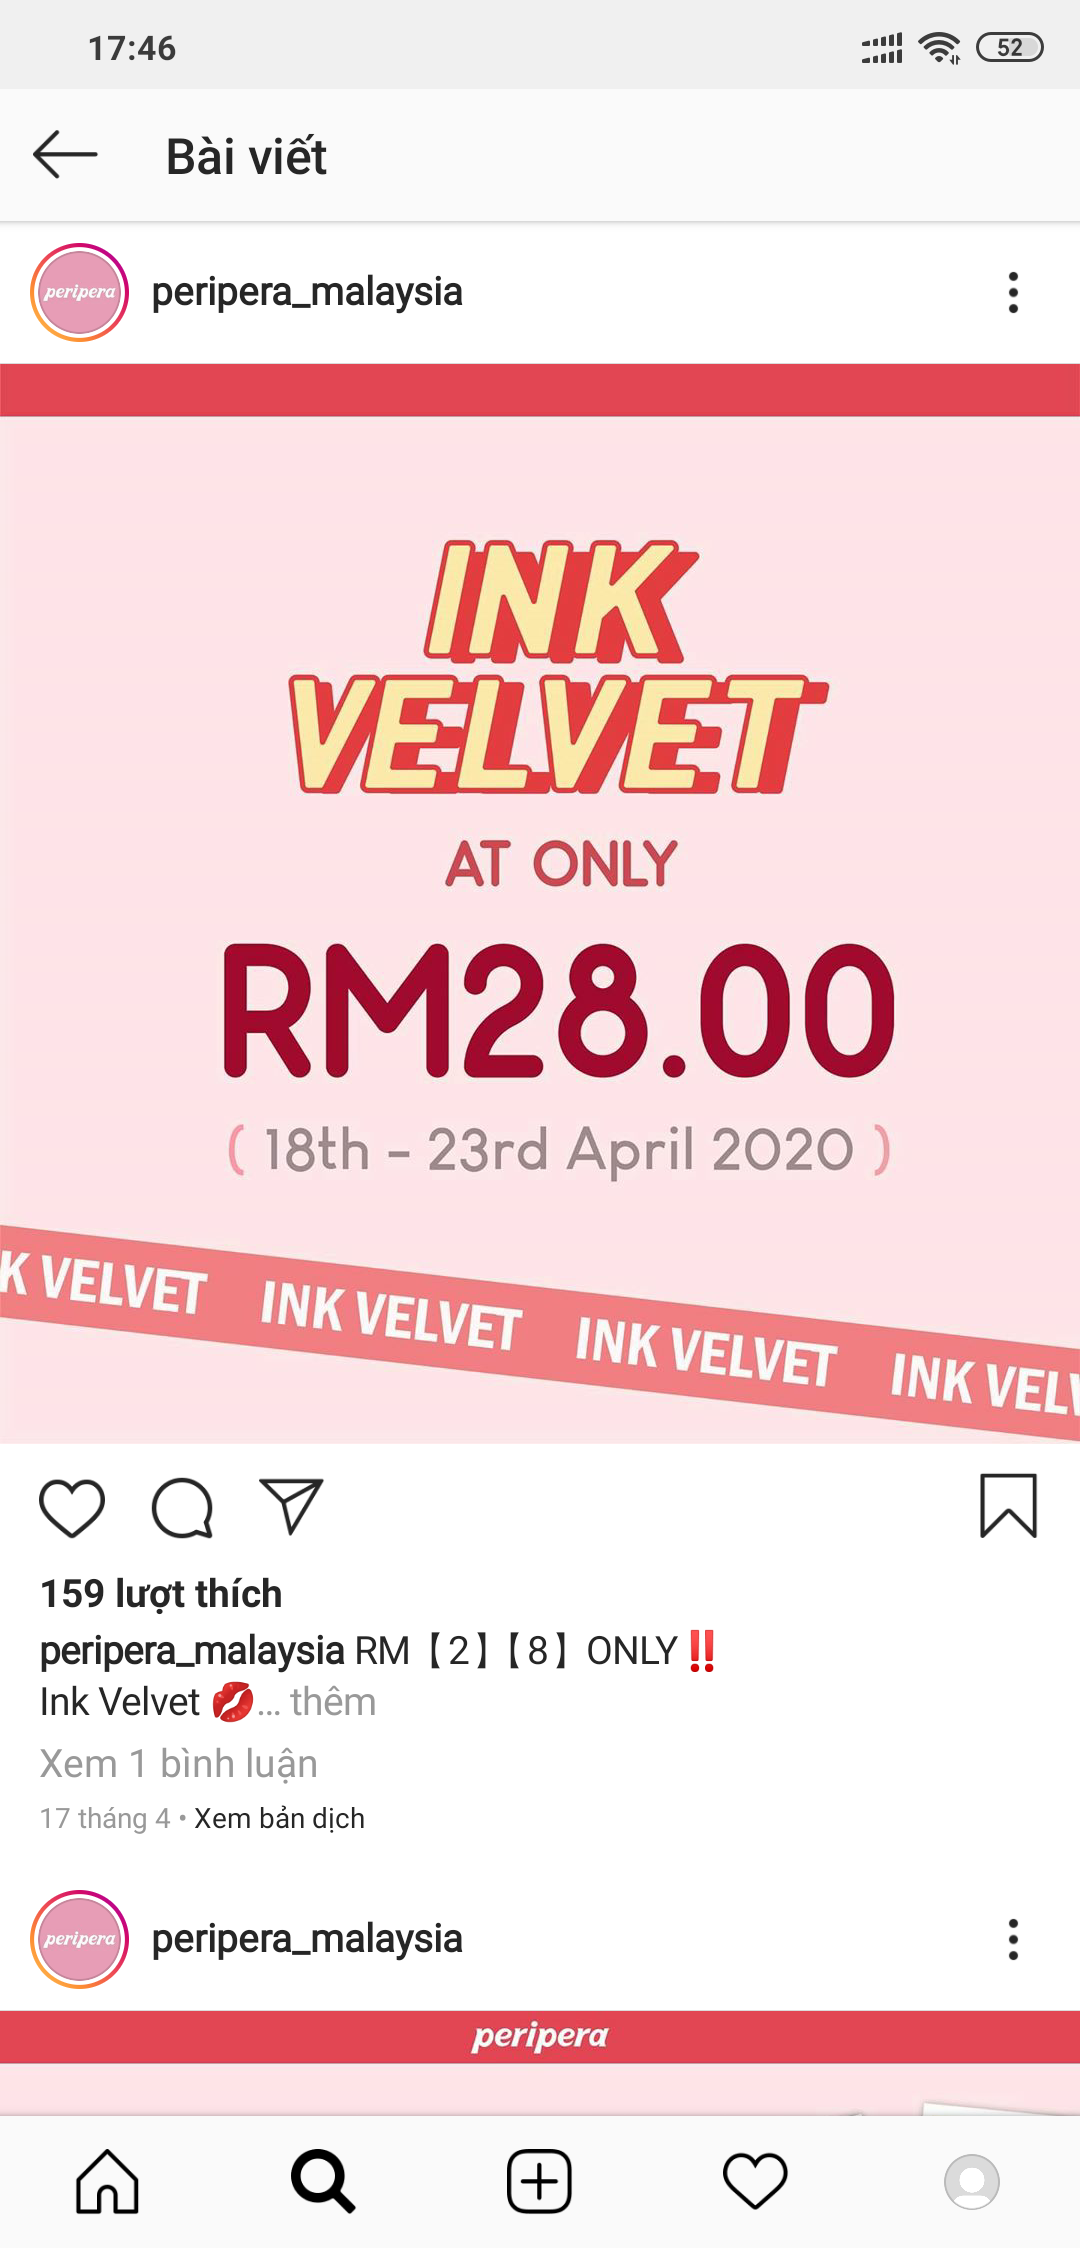 17:46
52
Bài viết
peripera
peripera_malaysia
INK
VELVET
AT ONLY
RM28.00
( 18th - 23rd April 2020 )
K VELVET INK VELVET INK VELVET INK VELV
159 lượt thích
peripera_malaysia RM【2】【8】ONLY‼️
Ink Velvet 💋... thêm
Xem 1 bình luận
17 tháng 4 • Xem bản dịch
peripera
peripera_malaysia
peripera